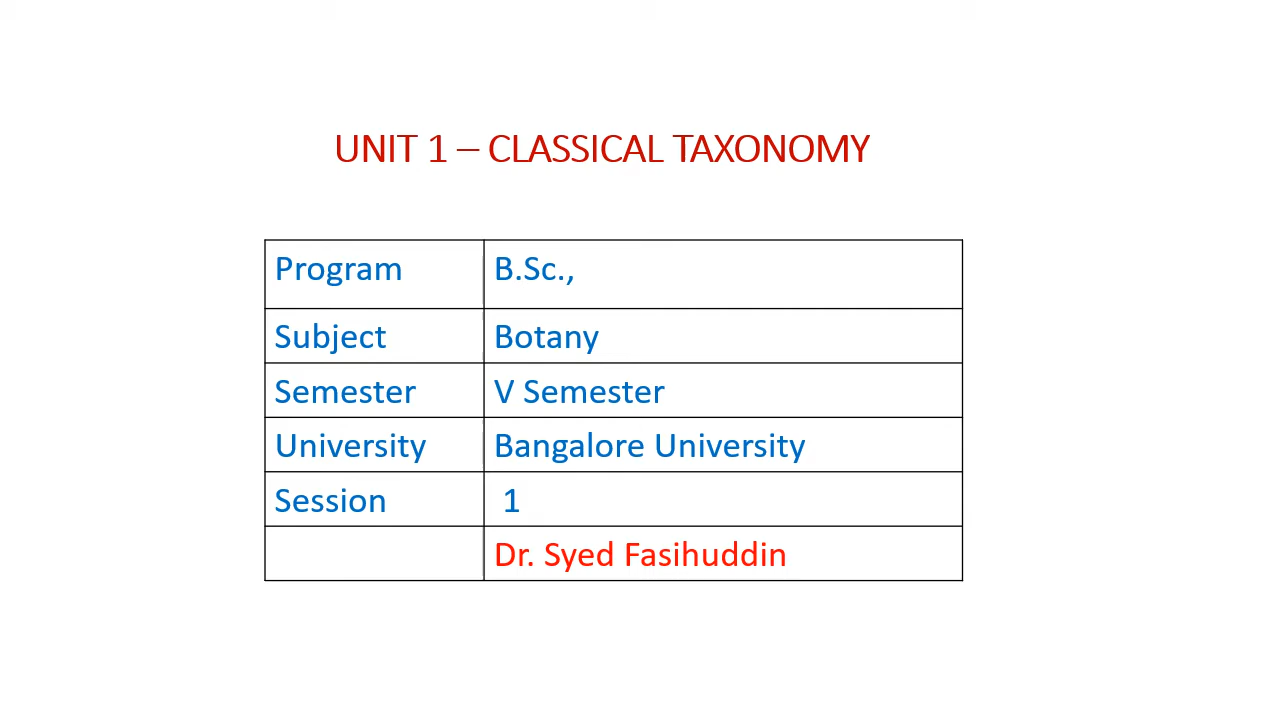 UNIT 1 – CLASSICAL TAXONOMY
Program B.Sc.,
Subject Botany
Semester V Semester
University Bangalore University
Session 1
Dr. Syed Fasihuddin